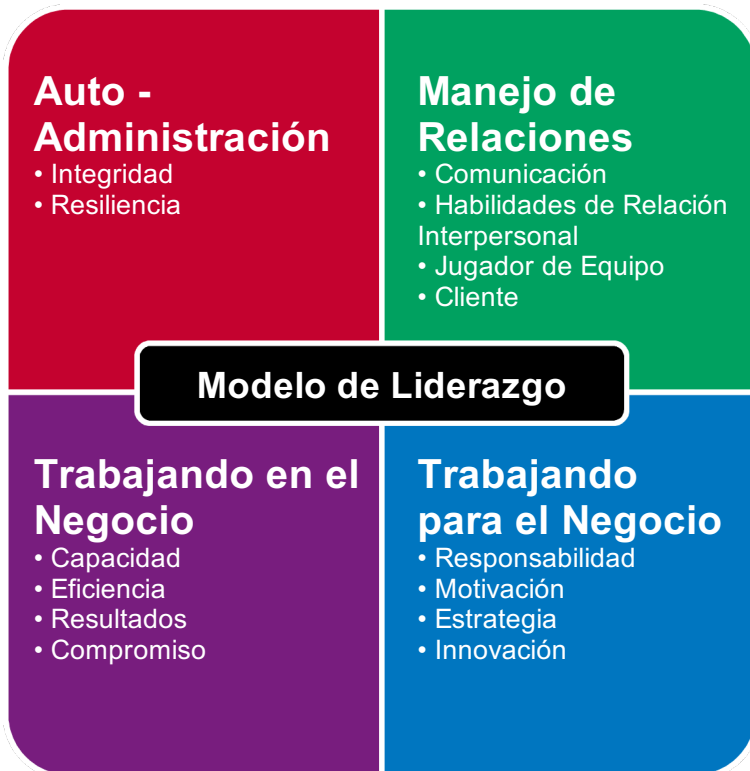 Auto -
Administración
• Integridad
• Resiliencia
Manejo de
Relaciones
• Comunicación
• Habilidades de Relación
Interpersonal
• Jugador de Equipo
• Cliente
Modelo de Liderazgo
Trabajando en el
Negocio
• Capacidad
• Eficiencia
• Resultados
• Compromiso
Trabajando
para el Negocio
• Responsabilidad
• Motivación
• Estrategia
• Innovación